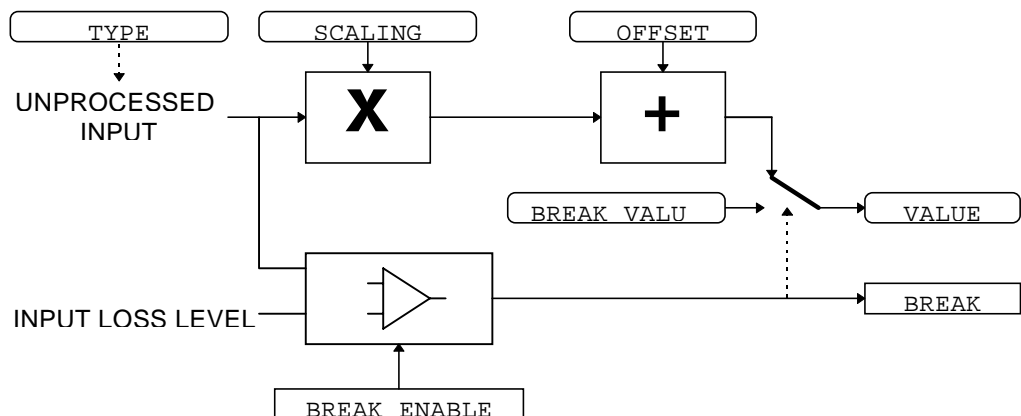 TYPE
SCALING
OFFSET
UNPROCESSED
INPUT
X
+
BREAK VALU
VALUE
INPUT LOSS LEVEL
BREAK
BREAK ENABLE